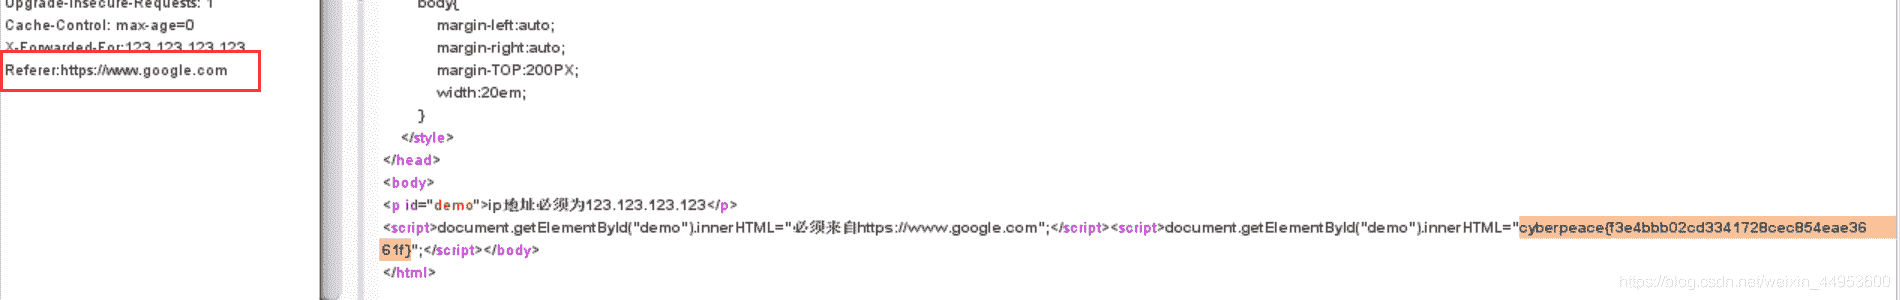 Upgrade-Insecure-Requests: 1
Cache-Control: max-age=0
X-Forwarded-For:123.123.123.123
Referer:https://www.google.com
body{
margin-left:auto;
margin-right:auto;
margin-TOP:200PX;
width:20em;
}
</style>
</head>
<body>
<p id="demo">ip地址必须为123.123.123.123</p>
<script>document.getElementById("demo").innerHTML="必须来自https://www.google.com";</script><script>document.getElementById("demo").innerHTML="cyberpeace{f3e4bbb02cd3341728cec854eae36
61f}";</script></body>
</html>
https://blog.csdn.net/weixin_44953600